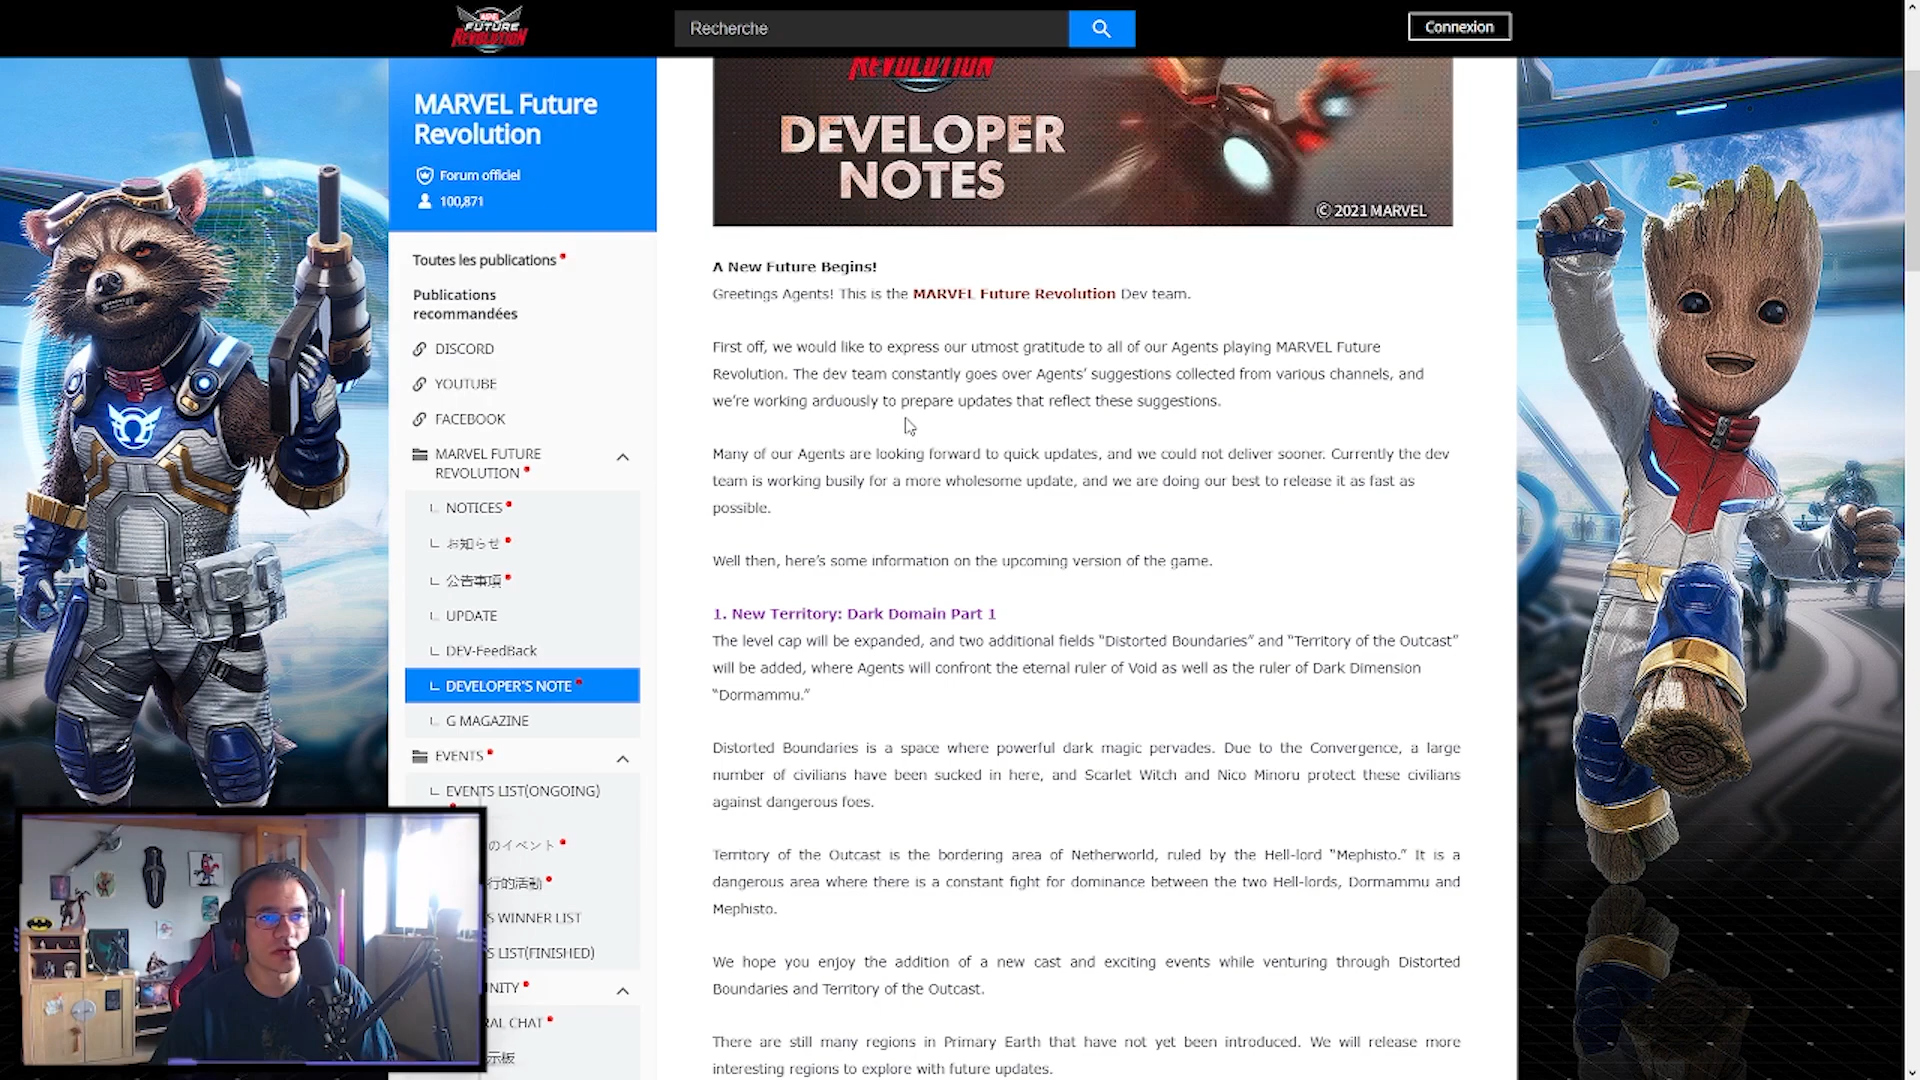 MARVEL
FUTURE
REVOLUTION
Recherche
Connexion
MARVEL Future
Revolution
Forum officiel
100,871
Toutes les publications
Publications
recommandées
DISCORD
YOUTUBE
FACEBOOK
MARVEL FUTURE
REVOLUTION
NOTICES
お知らせ
公告事項
UPDATE
DEV-FeedBack
DEVELOPER'S NOTE
G MAGAZINE
EVENTS
EVENTS LIST(ONGOING)
のイベント
行的活動
S WINNER LIST
S LIST(FINISHED)
NITY
RAL CHAT
示板
REVOLUTION
DEVELOPER
NOTES
© 2021 MARVEL
A New Future Begins!
Greetings Agents! This is the MARVEL Future Revolution Dev team.
First off, we would like to express our utmost gratitude to all of our Agents playing MARVEL Future
Revolution. The dev team constantly goes over Agents’ suggestions collected from various channels, and
we’re working arduously to prepare updates that reflect these suggestions.
Many of our Agents are looking forward to quick updates, and we could not deliver sooner. Currently the dev
team is working busily for a more wholesome update, and we are doing our best to release it as fast as
possible.
Well then, here’s some information on the upcoming version of the game.
1. New Territory: Dark Domain Part 1
The level cap will be expanded, and two additional fields “Distorted Boundaries” and “Territory of the Outcast”
will be added, where Agents will confront the eternal ruler of Void as well as the ruler of Dark Dimension
“Dormammu.”
Distorted Boundaries is a space where powerful dark magic pervades. Due to the Convergence, a large
number of civilians have been sucked in here, and Scarlet Witch and Nico Minoru protect these civilians
against dangerous foes.
Territory of the Outcast is the bordering area of Netherworld, ruled by the Hell-lord “Mephisto.” It is a
dangerous area where there is a constant fight for dominance between the two Hell-lords, Dormammu and
Mephisto.
We hope you enjoy the addition of a new cast and exciting events while venturing through Distorted
Boundaries and Territory of the Outcast.
There are still many regions in Primary Earth that have not yet been introduced. We will release more
interesting regions to explore with future updates.